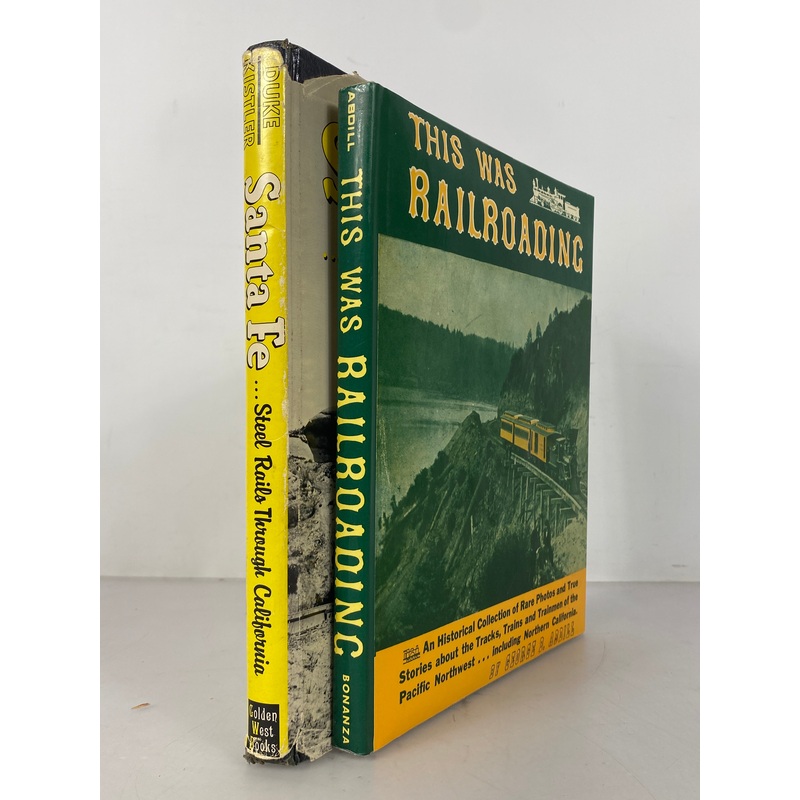 DUKE
KISTLER
Santa Fe
....Steel Rails Through California
Golden
West
Books
ABDILL
THIS WAS RAILROADING
BONANZA
THIS WAS
RAILROADING
An Historical Collection of Rare Photos and True
Stories about the Tracks, Trains and Trainmen of the
Pacific Northwest . . . including Northern California.
BY GEORGE B. ABDILL